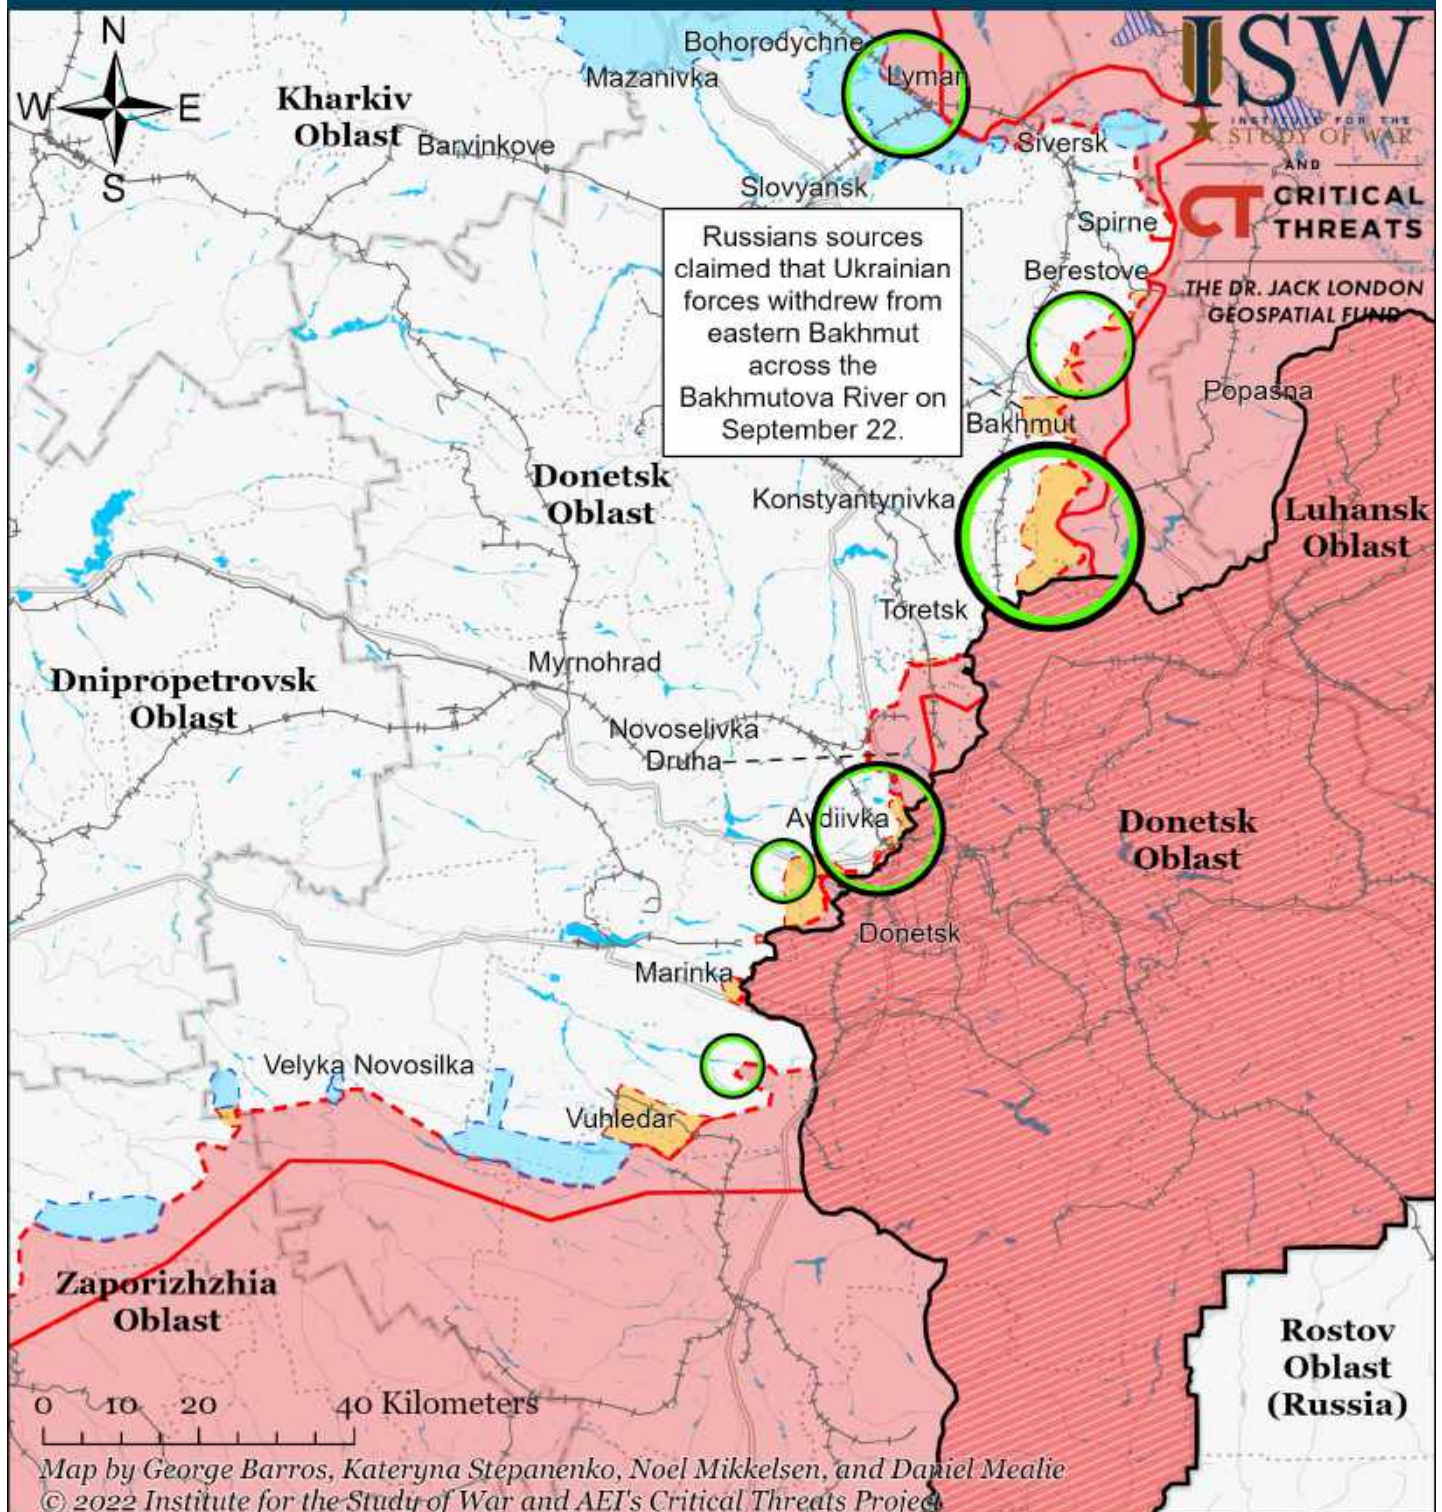 N
W
E
S
Kharkiv
Oblast
Barvinkove
Mazanivka
Bohorodychne
Lyman
Siversk
Slovyansk
Spirne
Berestove
ISW
INSTITUTE FOR THE
STUDY OF WAR
AND
CT CRITICAL
THREATS
THE DR. JACK LONDON
GEOSPATIAL FUND
Russians sources
claimed that Ukrainian
forces withdrew from
eastern Bakhmut
across the
Bakhmutova River on
September 22.
Popasna
Bakhmut
Donetsk
Oblast
Konstyantynivka
Luhansk
Oblast
Toretsk
Myrnohrad
Dnipropetrovsk
Oblast
Novoselivka
Druha
Avdiivka
Donetsk
Oblast
Donetsk
Marinka
Velyka Novosilka
Vuhledar
Zaporizhzhia
Oblast
Rostov
Oblast
(Russia)
0 10 20 40 Kilometers
Map by George Barros, Kateryna Stepanenko, Noel Mikkelsen, and Daniel Mealie
© 2022 Institute for the Study of War and AEI's Critical Threats Project